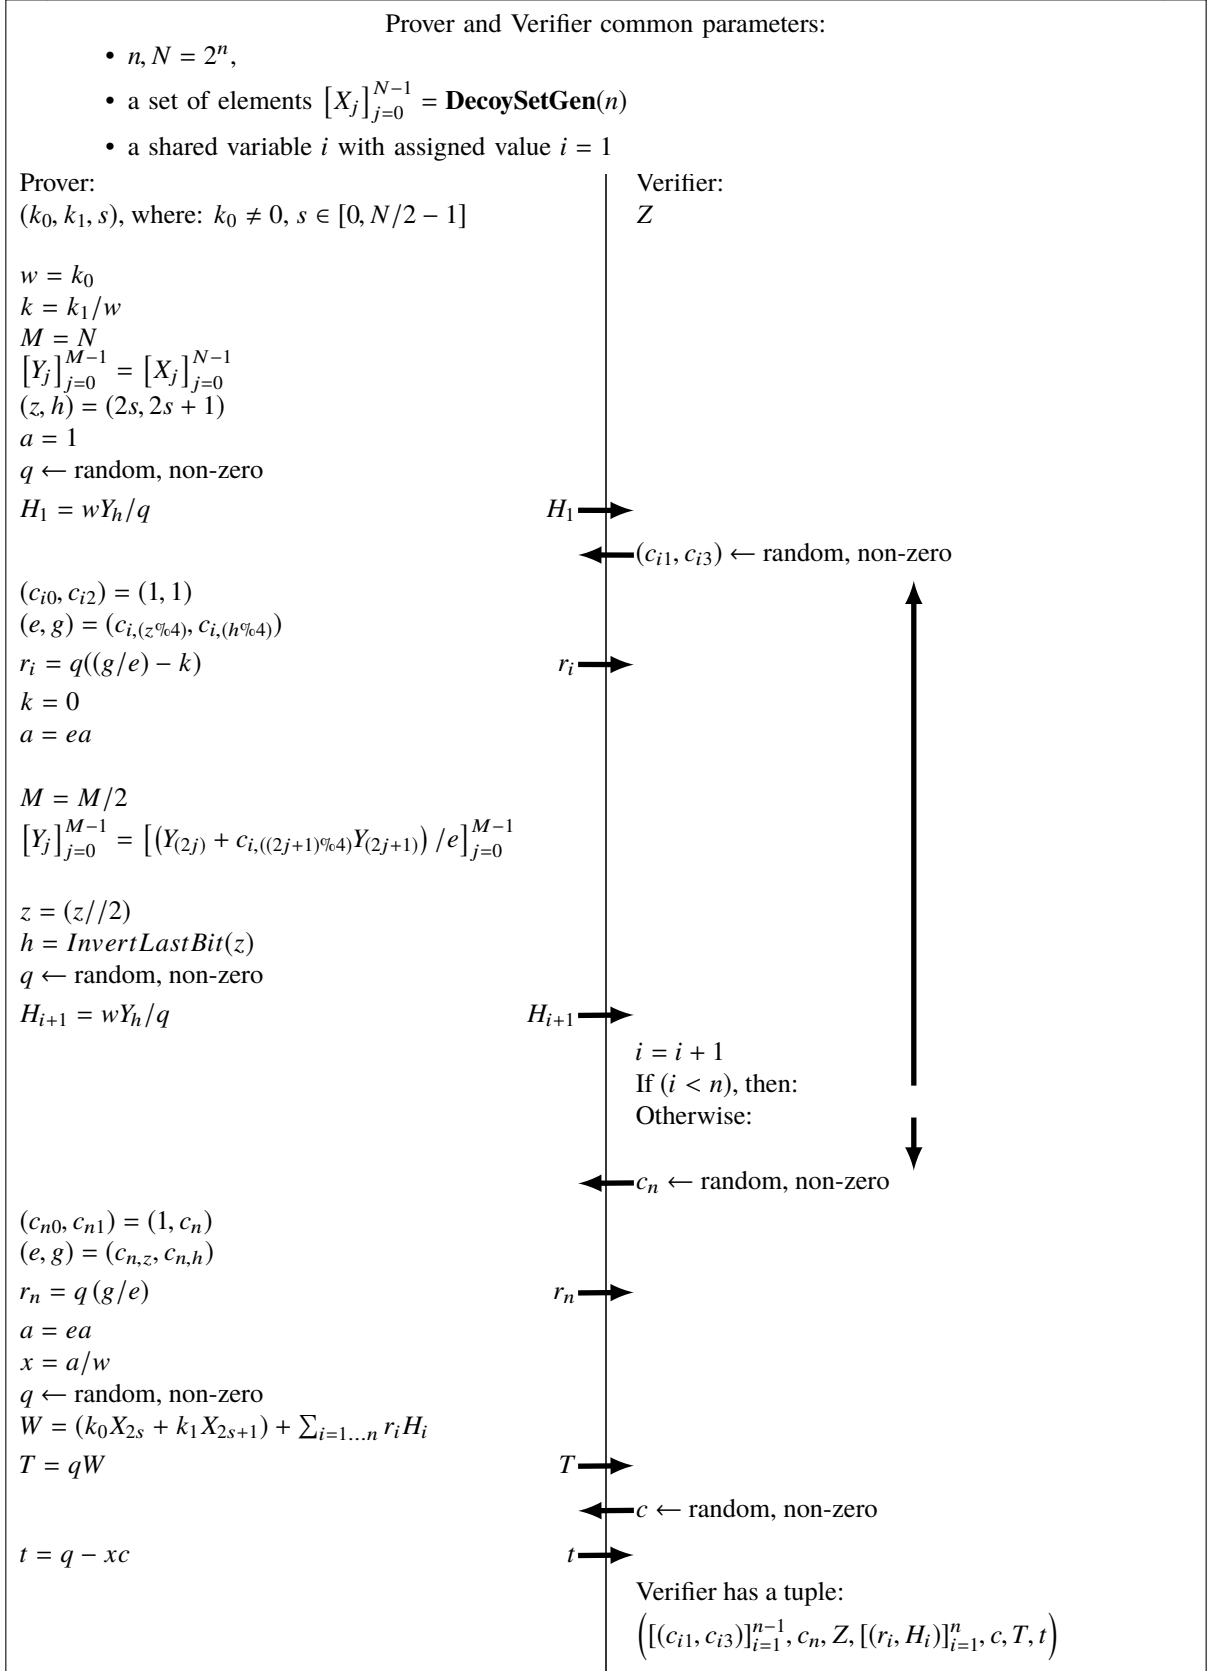 Prover and Verifier common parameters:
• n, N = 2^n,
• a set of elements [X_j]_{j=0}^{N-1} = DecoySetGen(n)
• a shared variable i with assigned value i = 1
Prover:
Verifier:
(k_0, k_1, s), where: k_0 ≠ 0, s ∈ [0, N/2 − 1]
Z
w = k_0
k = k_1/w
M = N
[Y_j]_{j=0}^{M-1} = [X_j]_{j=0}^{N-1}
(z, h) = (2s, 2s + 1)
a = 1
q ← random, non-zero
H_1 = wY_h/q
H_1
(c_{i1}, c_{i3}) ← random, non-zero
(c_{i0}, c_{i2}) = (1, 1)
(e, g) = (c_{i,(z%4)}, c_{i,(h%4)})
r_i = q((g/e) − k)
r_i
k = 0
a = ea
M = M/2
[Y_j]_{j=0}^{M-1} = [(Y_{(2j)} + c_{i,((2j+1)%4)}Y_{(2j+1)}) /e]_{j=0}^{M-1}
z = (z//2)
h = InvertLastBit(z)
q ← random, non-zero
H_{i+1} = wY_h/q
H_{i+1}
i = i + 1
If (i < n), then:
Otherwise:
c_n ← random, non-zero
(c_{n0}, c_{n1}) = (1, c_n)
(e, g) = (c_{n,z}, c_{n,h})
r_n = q (g/e)
r_n
a = ea
x = a/w
q ← random, non-zero
W = (k_0X_{2s} + k_1X_{2s+1}) + ∑_{i=1...n} r_iH_i
T = qW
T
c ← random, non-zero
t = q − xc
t
Verifier has a tuple:
([(c_{i1}, c_{i3})]_{i=1}^{n-1}, c_n, Z, [(r_i, H_i)]_{i=1}^{n}, c, T, t)